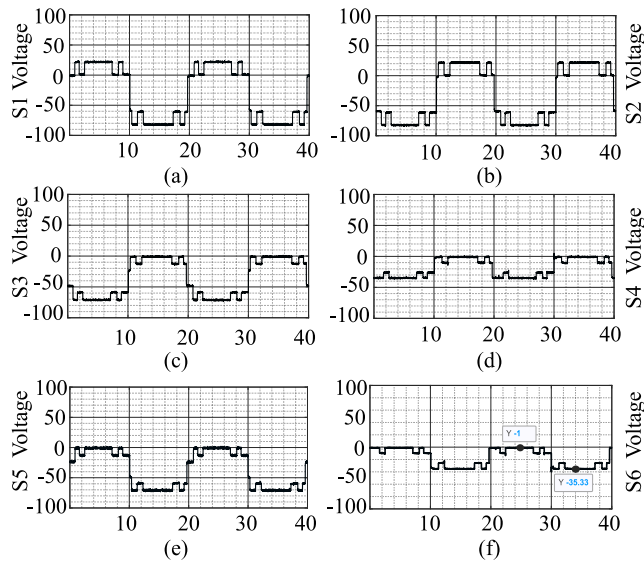 100
50
0
-50
-100
S1 Voltage
10 20 30 40
(a)
100
50
0
-50
-100
S2 Voltage
10 20 30 40
(b)
100
50
0
-50
-100
S3 Voltage
10 20 30 40
(c)
100
50
0
-50
-100
S4 Voltage
10 20 30 40
(d)
100
50
0
-50
-100
S5 Voltage
10 20 30 40
(e)
100
50
0
-50
-100
S6 Voltage
Y -1
Y -35.33
10 20 30 40
(f)